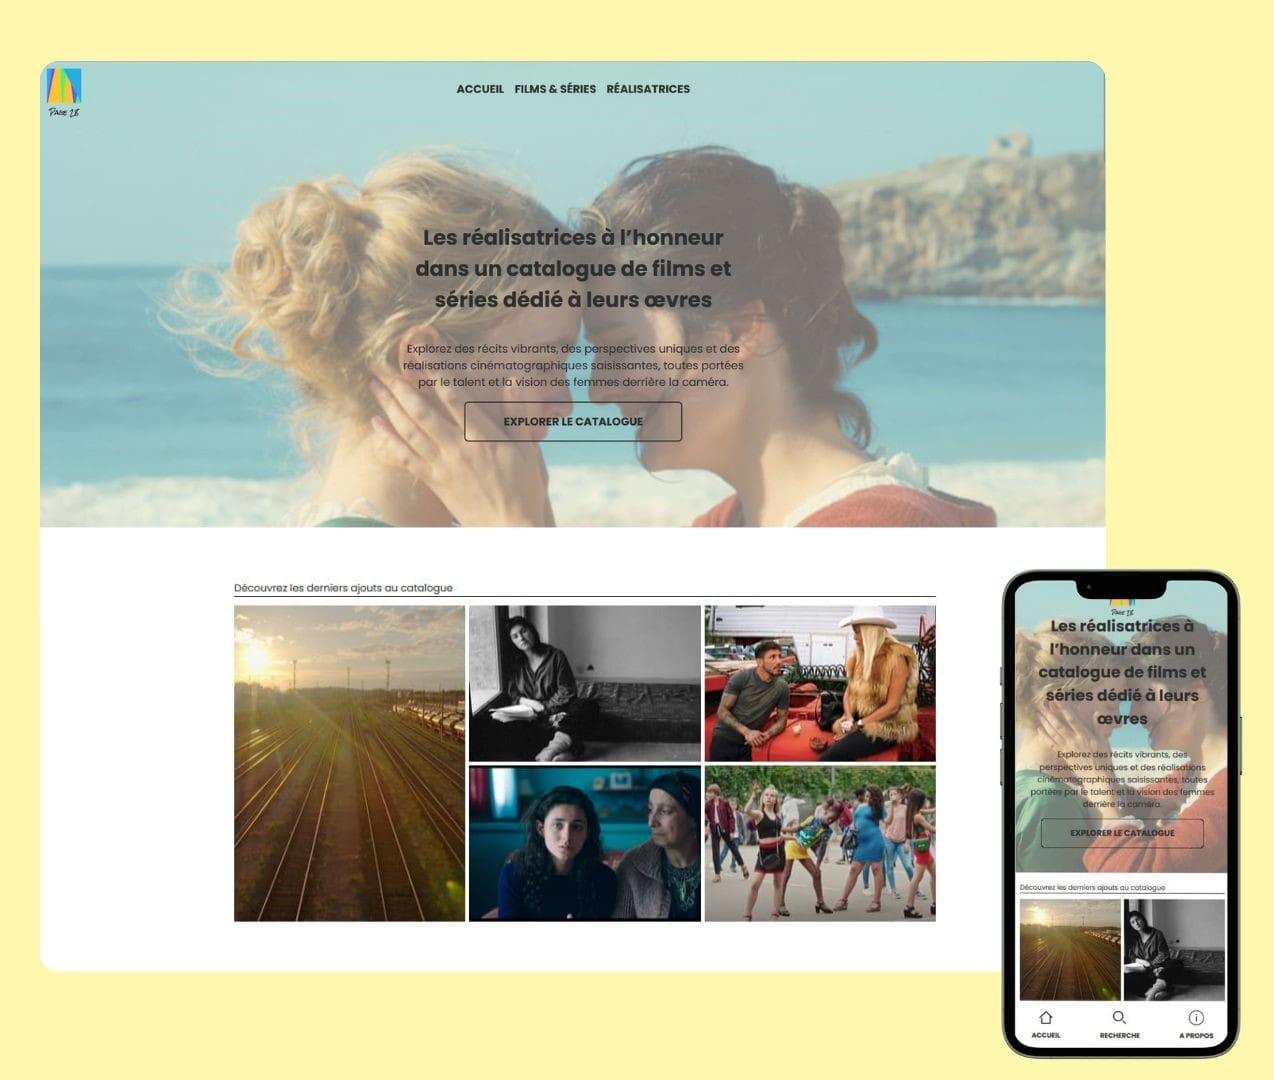 Page 28
ACCUEIL FILMS & SÉRIES RÉALISATRICES
Les réalisatrices à l’honneur
dans un catalogue de films et
séries dédié à leurs œvres
Explorez des récits vibrants, des perspectives uniques et des
réalisations cinématographiques saisissantes, toutes portées
par le talent et la vision des femmes derrière la caméra.
EXPLORER LE CATALOGUE
Découvrez les derniers ajouts au catalogue
Page 28
Les réalisatrices à
l’honneur dans un
catalogue de films et
séries dédié à leurs
œvres
Explorez des récits vibrants, des
perspectives uniques et des réalisations
cinématographiques saisissantes, toutes
portées par le talent et la vision des femmes
derrière la caméra.
EXPLORER LE CATALOGUE
Découvrez les derniers ajouts au catalogue
ACCUEIL RECHERCHE A PROPOS